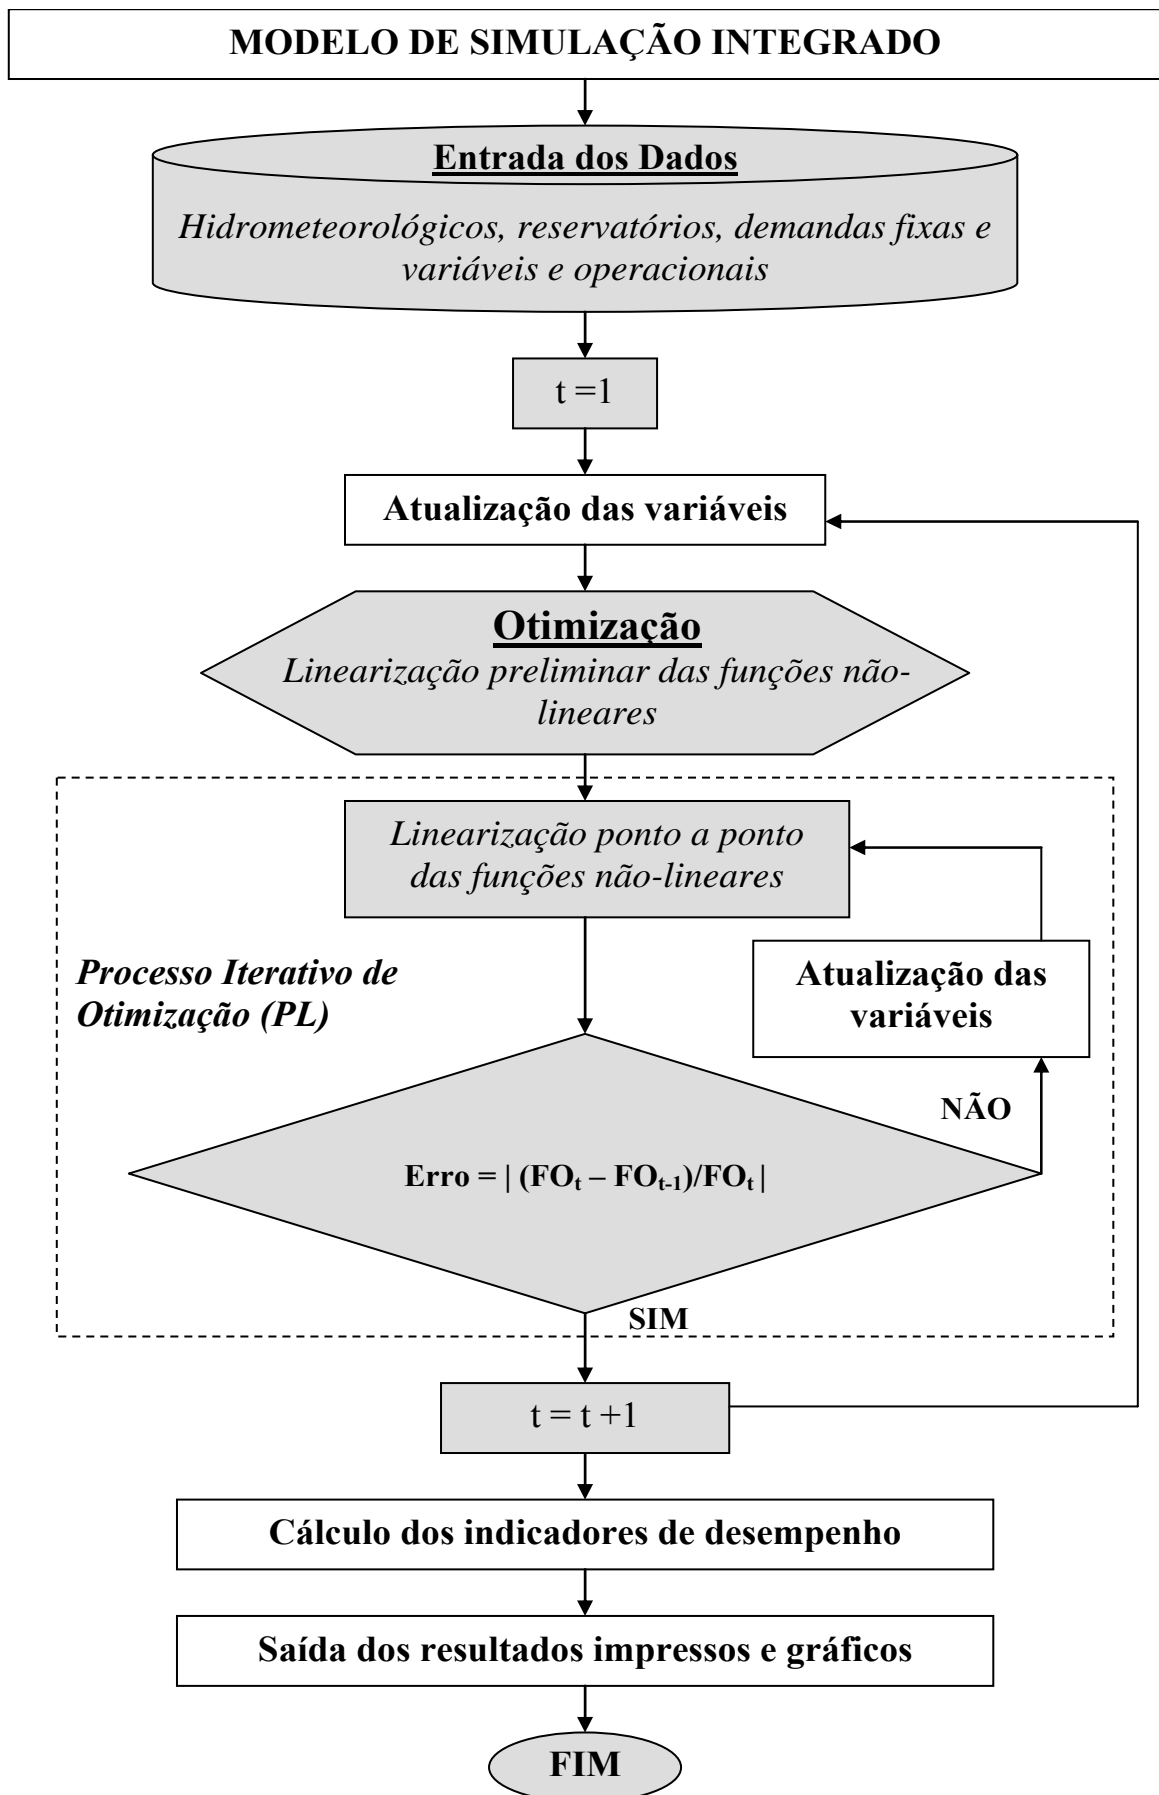 MODELO DE SIMULAÇÃO INTEGRADO
Entrada dos Dados
Hidrometeorológicos, reservatórios, demandas fixas e
variáveis e operacionais
t =1
Atualização das variáveis
Otimização
Linearização preliminar das funções não-
lineares
Linearização ponto a ponto
das funções não-lineares
Processo Iterativo de
Otimização (PL)
Atualização das
variáveis
NÃO
Erro = | (FOt – FOt-1)/FOt |
SIM
t = t +1
Cálculo dos indicadores de desempenho
Saída dos resultados impressos e gráficos
FIM